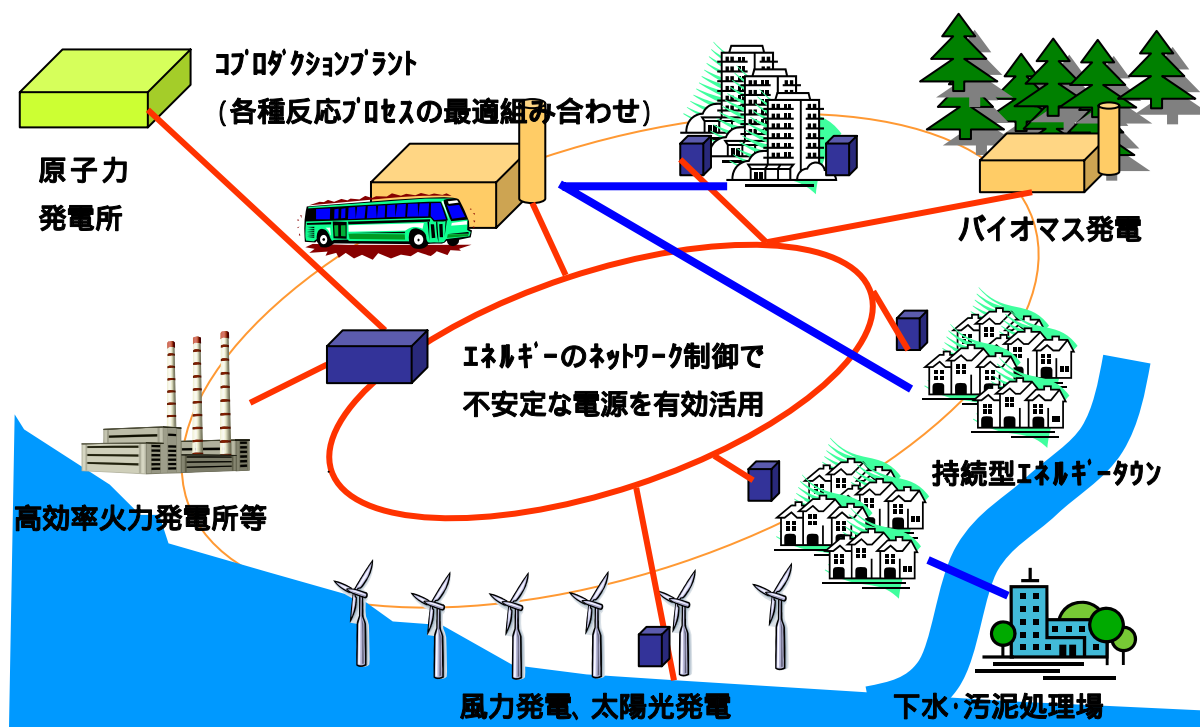 コプロダクションプラント
(各種反応プロセスの最適組み合わせ)
原子力
発電所
バイオマス発電
エネルギーのネットワーク制御で
不安定な電源を有効活用
持続型エネルギータウン
高効率火力発電所等
風力発電、太陽光発電
下水・汚泥処理場